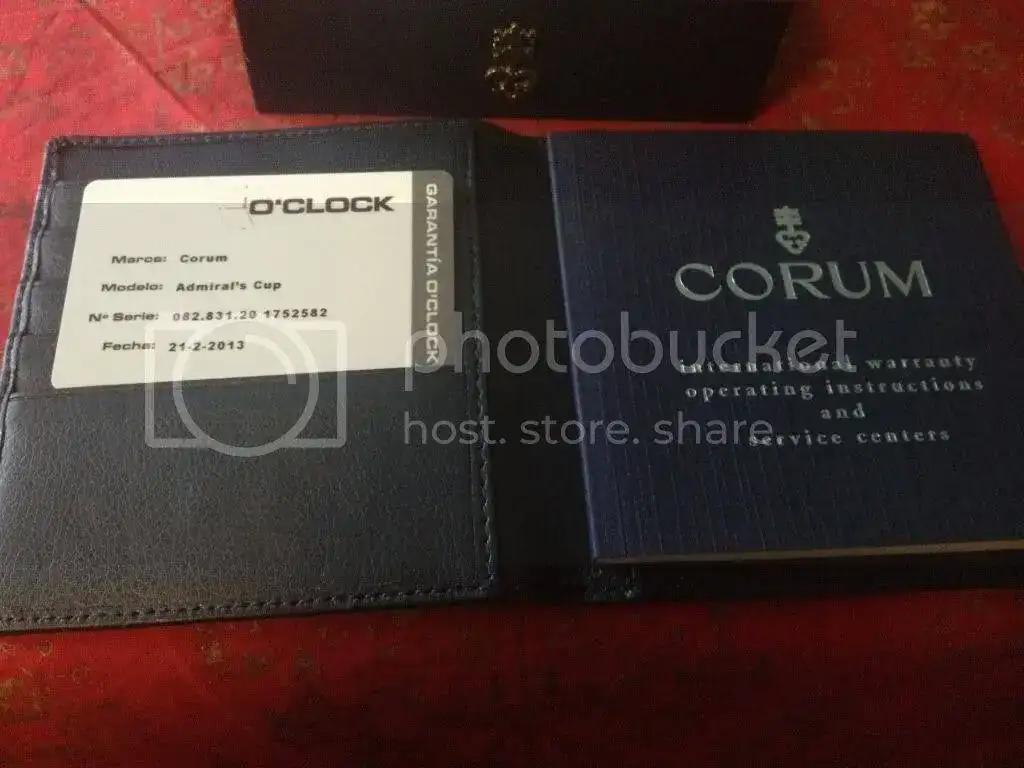 O'CLOCK
Marca: Corum
Modelo: Admiral's Cup
Nº Serie: 082.831.20 1752582
Fecha: 21-2-2013
GARANTÍA O'CLOCK
CORUM
international warranty
operating instructions
and
service centers
photobucket
host. store. share.